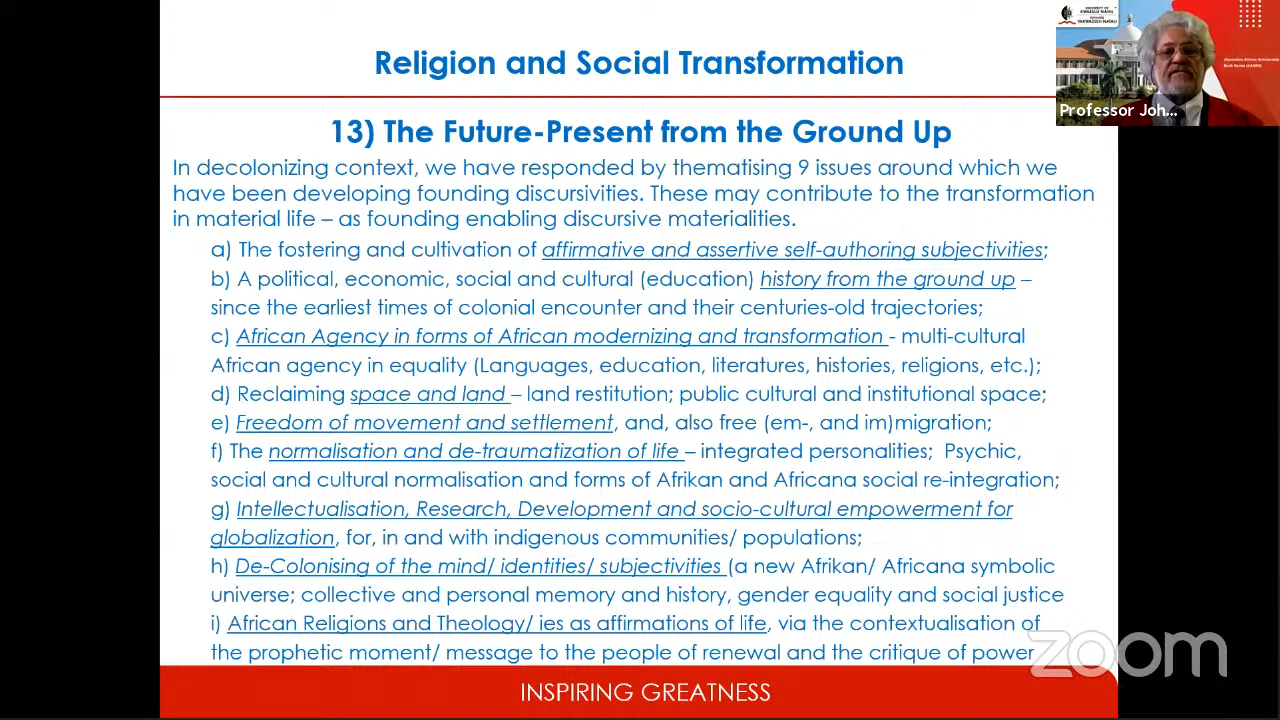 Religion and Social Transformation
13) The Future-Present from the Ground Up
In decolonizing context, we have responded by thematising 9 issues around which we
have been developing founding discursivities. These may contribute to the transformation
in material life – as founding enabling discursive materialities.
a) The fostering and cultivation of affirmative and assertive self-authoring subjectivities;
b) A political, economic, social and cultural (education) history from the ground up –
since the earliest times of colonial encounter and their centuries-old trajectories;
c) African Agency in forms of African modernizing and transformation - multi-cultural
African agency in equality (Languages, education, literatures, histories, religions, etc.);
d) Reclaiming space and land – land restitution; public cultural and institutional space;
e) Freedom of movement and settlement, and, also free (em-, and im)migration;
f) The normalisation and de-traumatization of life – integrated personalities; Psychic,
social and cultural normalisation and forms of Afrikan and Africana social re-integration;
g) Intellectualisation, Research, Development and socio-cultural empowerment for
globalization, for, in and with indigenous communities/ populations;
h) De-Colonising of the mind/ identities/ subjectivities (a new Afrikan/ Africana symbolic
universe; collective and personal memory and history, gender equality and social justice
i) African Religions and Theology/ ies as affirmations of life, via the contextualisation of
the prophetic moment/ message to the people of renewal and the critique of power
INSPIRING GREATNESS
UNIVERSITY OF
KWAZULU-NATAL
INYUVESI
YAKWAZULU-NATALI
Professor Joh...
zoom